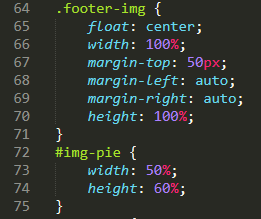 64 .footer-img {
65 float: center;
66 width: 100%;
67 margin-top: 50px;
68 margin-left: auto;
69 margin-right: auto;
70 height: 100%;
71 }
72 #img-pie {
73 width: 50%;
74 height: 60%;
75 }